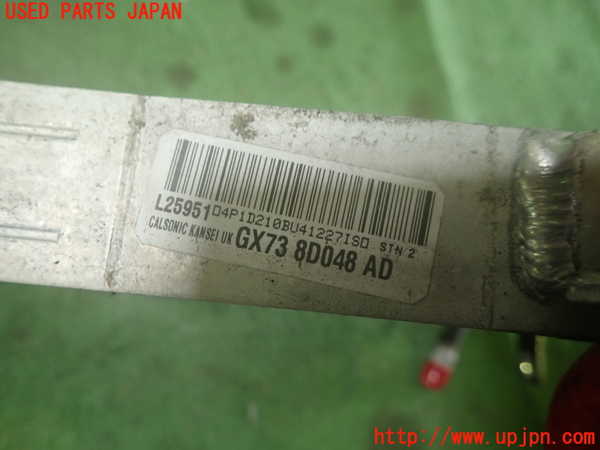 USED PARTS JAPAN
L25951 D4P1D210BU41227ISD STN 2
CALSONIC KANSEI UK GX73 8D048 AD
http://www.upjpn.com/